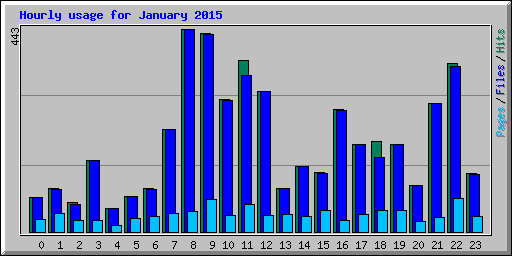 Hourly usage for January 2015
443
Pages/Files/Hits
0 1 2 3 4 5 6 7 8 9 10 11 12 13 14 15 16 17 18 19 20 21 22 23